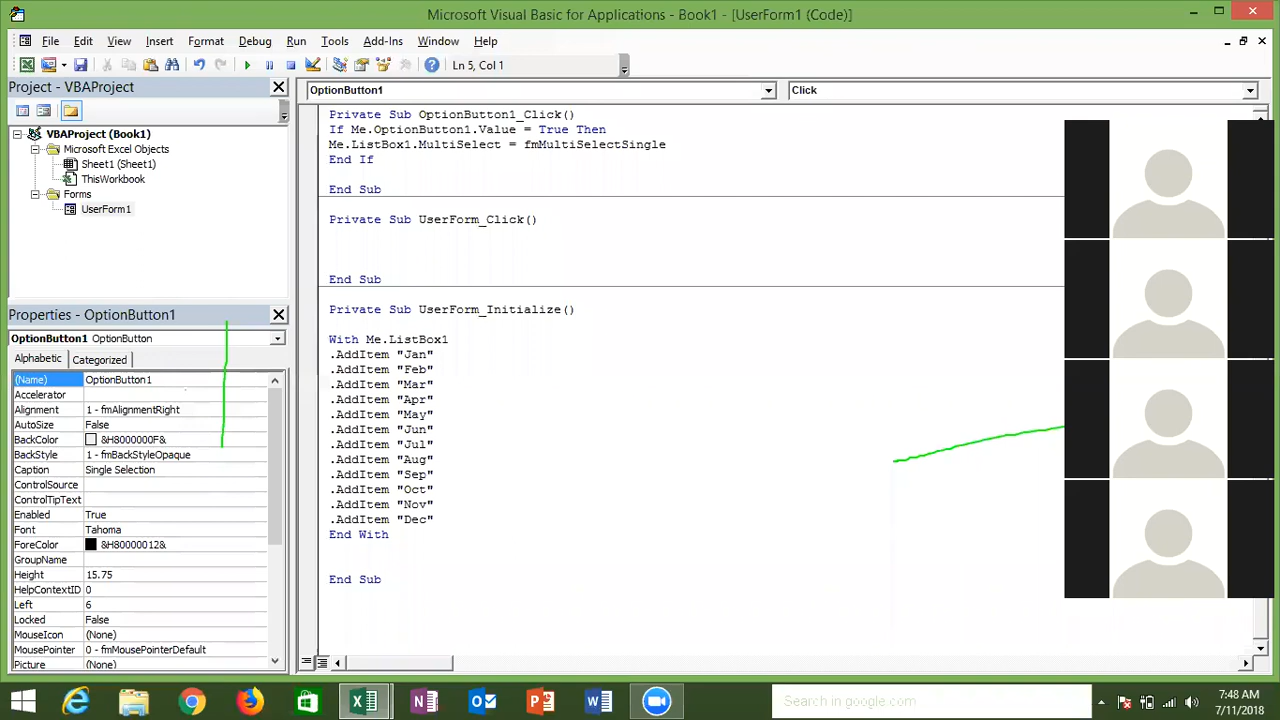 Microsoft Visual Basic for Applications - Book1 - [UserForm1 (Code)]
File Edit View Insert Format Debug Run Tools Add-Ins Window Help
Ln 5, Col 1
Project - VBAProject
VBAProject (Book1)
Microsoft Excel Objects
Sheet1 (Sheet1)
ThisWorkbook
Forms
UserForm1
Properties - OptionButton1
OptionButton1 OptionButton
Alphabetic Categorized
(Name) OptionButton1
Accelerator
Alignment 1 - fmAlignmentRight
AutoSize False
BackColor &H8000000F&
BackStyle 1 - fmBackStyleOpaque
Caption Single Selection
ControlSource
ControlTipText
Enabled True
Font Tahoma
ForeColor &H80000012&
GroupName
Height 15.75
HelpContextID 0
Left 6
Locked False
MouseIcon (None)
MousePointer 0 - fmMousePointerDefault
Picture (None)
OptionButton1 Click
Private Sub OptionButton1_Click()
If Me.OptionButton1.Value = True Then
Me.ListBox1.MultiSelect = fmMultiSelectSingle
End If
End Sub
Private Sub UserForm_Click()
End Sub
Private Sub UserForm_Initialize()
With Me.ListBox1
.AddItem "Jan"
.AddItem "Feb"
.AddItem "Mar"
.AddItem "Apr"
.AddItem "May"
.AddItem "Jun"
.AddItem "Jul"
.AddItem "Aug"
.AddItem "Sep"
.AddItem "Oct"
.AddItem "Nov"
.AddItem "Dec"
End With
End Sub
Search in google.com
7:48 AM
7/11/2018